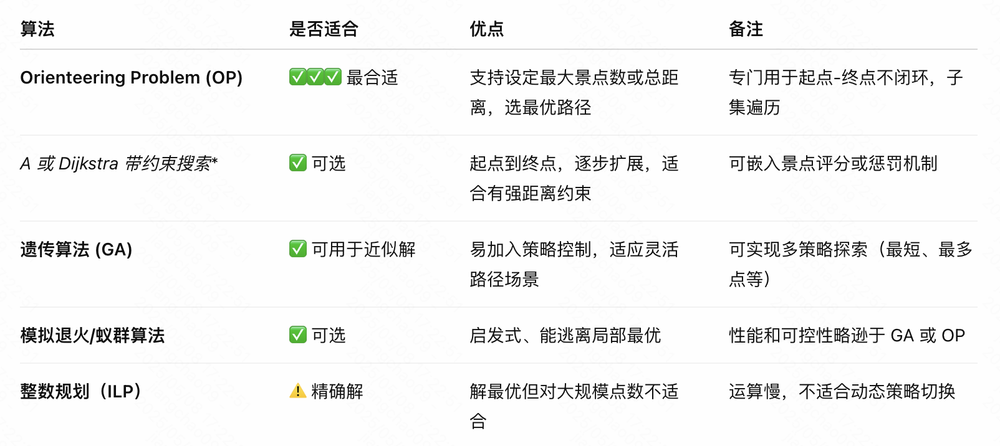 算法 是否适合 优点 备注
Orienteering Problem (OP) ✅✅✅ 最合适 支持设定最大景点数或总距 专门用于起点-终点不闭环，子
离，选最优路径 集遍历
A 或 Dijkstra 带约束搜索* ✅ 可选 起点到终点，逐步扩展，适 可嵌入景点评分或惩罚机制
合有强距离约束
遗传算法 (GA) ✅ 可用于近似解 易加入策略控制，适应灵活 可实现多策略探索（最短、最多
路径场景 点等）
模拟退火/蚁群算法 ✅ 可选 启发式、能逃离局部最优 性能和可控性略逊于 GA 或 OP
整数规划（ILP） ⚠️ 精确解 解最优但对大规模点数不适 运算慢，不适合动态策略切换
合